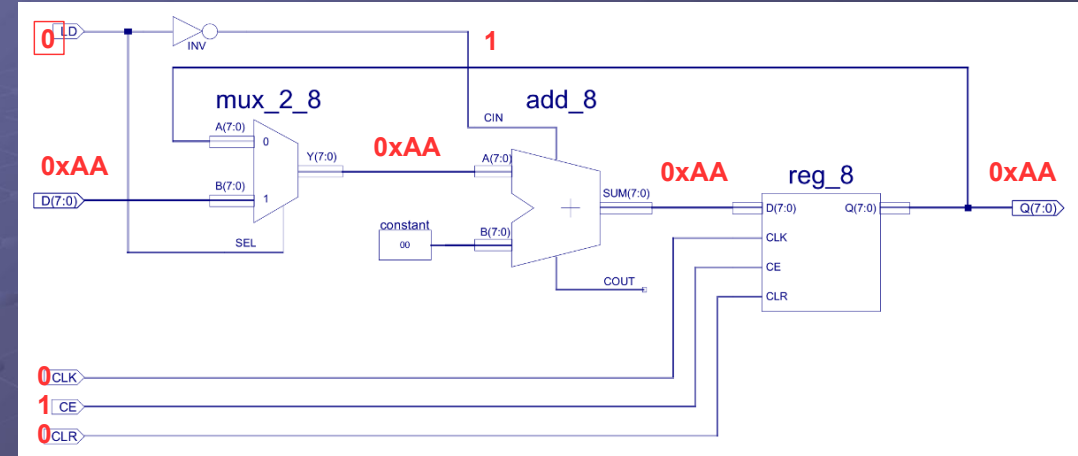 0 LD
INV
1
mux_2_8
add_8
CIN
A(7:0)
0
Y(7:0)
0xAA
A(7:0)
0xAA
0xAA
reg_8
0xAA
B(7:0)
1
SUM(7:0)
D(7:0)
D(7:0)
Q(7:0)
Q(7:0)
constant
00
B(7:0)
CLK
SEL
CE
COUT
CLR
0 CLK
1 CE
0 CLR